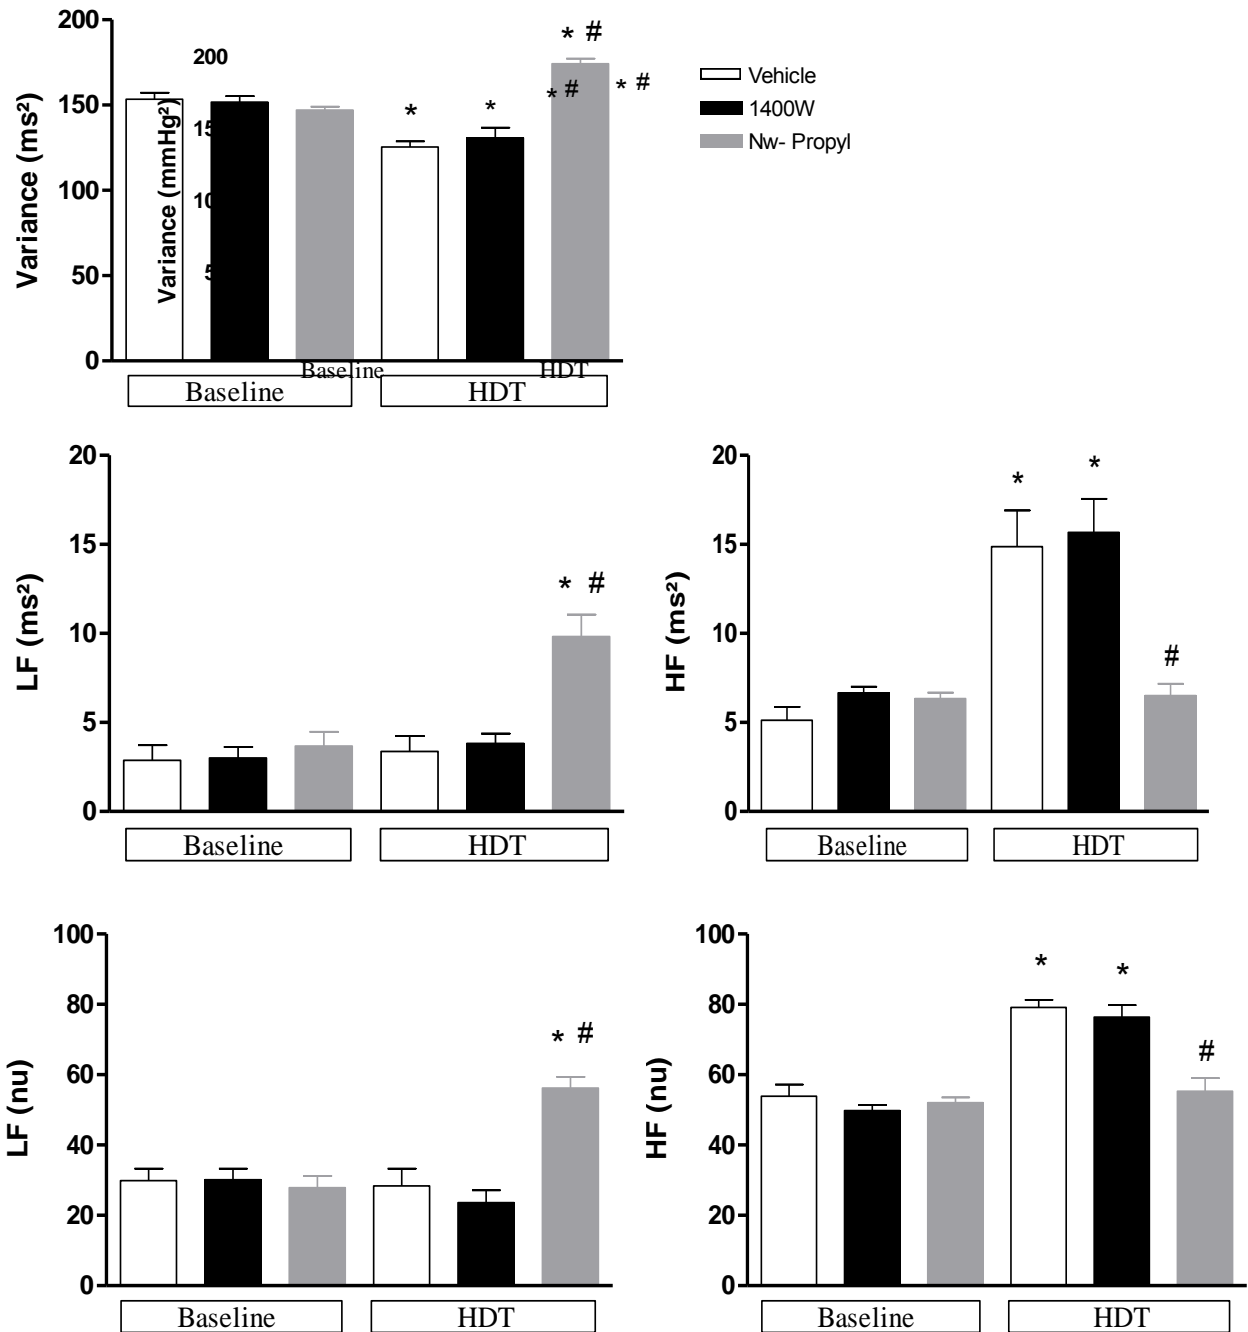 Variance (ms²)
200
150
100
50
0
Variance (mmHg²)
200
15
10
5
* * * #
* # * #
Baseline HDT
Baseline HDT
Vehicle
1400W
Nw- Propyl
LF (ms²)
20
15
10
5
0
* #
Baseline HDT
HF (ms²)
20
15
10
5
0
* * #
Baseline HDT
LF (nu)
100
80
60
40
20
0
* #
Baseline HDT
HF (nu)
100
80
60
40
20
0
* * #
Baseline HDT